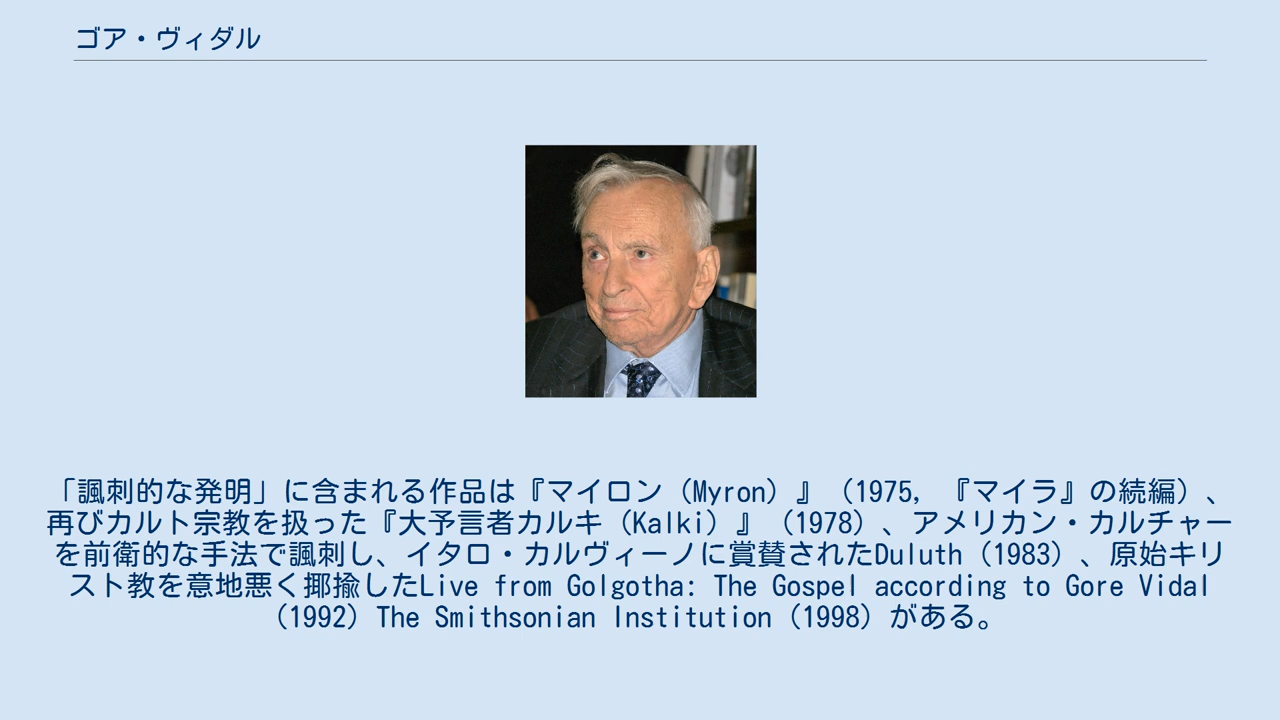 ゴア・ヴィダル
「諷刺的な発明」に含まれる作品は『マイロン（Myron）』（1975, 『マイラ』の続編）、
再びカルト宗教を扱った『大予言者カルキ（Kalki）』（1978）、アメリカン・カルチャー
を前衛的な手法で諷刺し、イタロ・カルヴィーノに賞賛されたDuluth（1983）、原始キリ
スト教を意地悪く揶揄したLive from Golgotha: The Gospel according to Gore Vidal
（1992）The Smithsonian Institution（1998）がある。